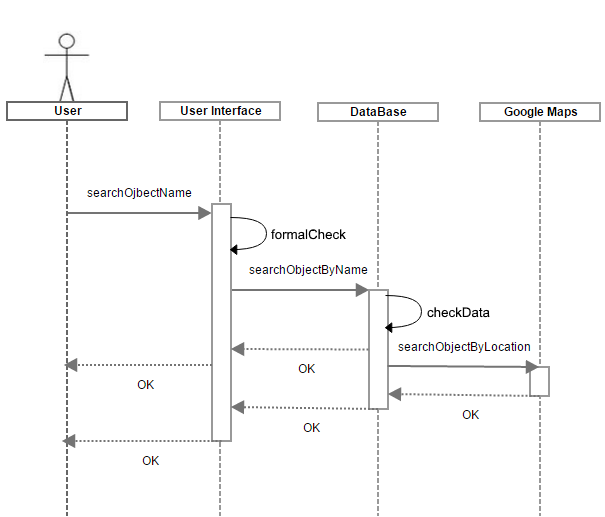 User
User Interface
DataBase
Google Maps
searchOjbectName
formalCheck
searchObjectByName
checkData
searchObjectByLocation
OK
OK
OK
OK
OK